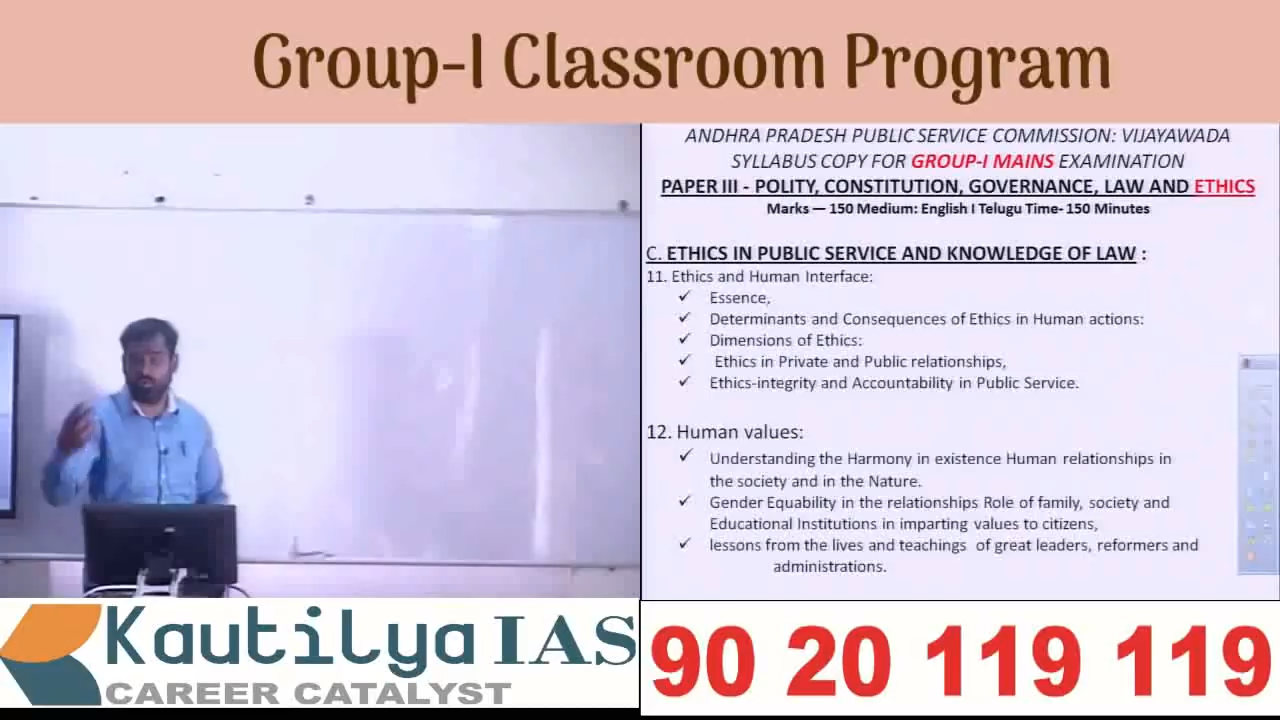 Group-I Classroom Program
ANDHRA PRADESH PUBLIC SERVICE COMMISSION: VIJAYAWADA
SYLLABUS COPY FOR GROUP-I MAINS EXAMINATION
PAPER III - POLITY, CONSTITUTION, GOVERNANCE, LAW AND ETHICS
Marks — 150 Medium: English I Telugu Time- 150 Minutes
C. ETHICS IN PUBLIC SERVICE AND KNOWLEDGE OF LAW :
11. Ethics and Human Interface:
✓ Essence,
✓ Determinants and Consequences of Ethics in Human actions:
✓ Dimensions of Ethics:
✓ Ethics in Private and Public relationships,
✓ Ethics-integrity and Accountability in Public Service.
12. Human values:
✓ Understanding the Harmony in existence Human relationships in
the society and in the Nature.
✓ Gender Equability in the relationships Role of family, society and
Educational Institutions in imparting values to citizens,
✓ lessons from the lives and teachings of great leaders, reformers and
administrations.
Kautilya IAS
CAREER CATALYST
90 20 119 119